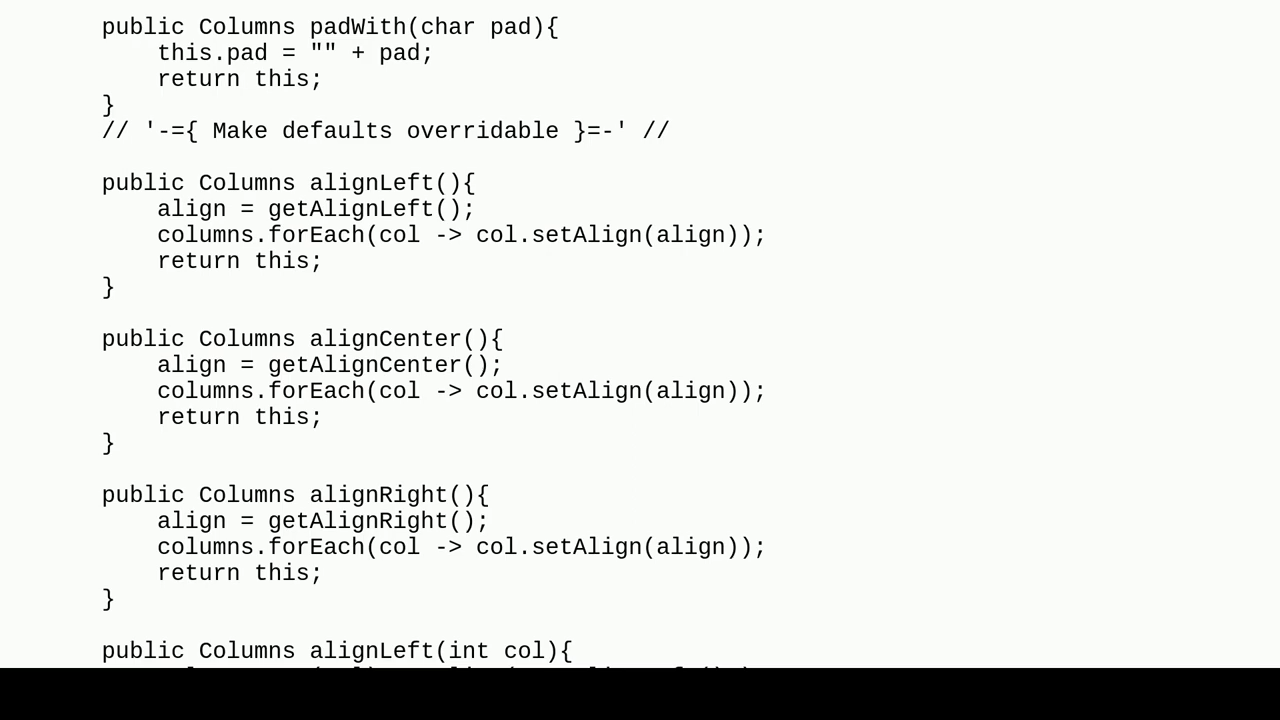 public Columns padWith(char pad){
this.pad = "" + pad;
return this;
}
// '-={ Make defaults overridable }=-' //
public Columns alignLeft(){
align = getAlignLeft();
columns.forEach(col -> col.setAlign(align));
return this;
}
public Columns alignCenter(){
align = getAlignCenter();
columns.forEach(col -> col.setAlign(align));
return this;
}
public Columns alignRight(){
align = getAlignRight();
columns.forEach(col -> col.setAlign(align));
return this;
}
public Columns alignLeft(int col){